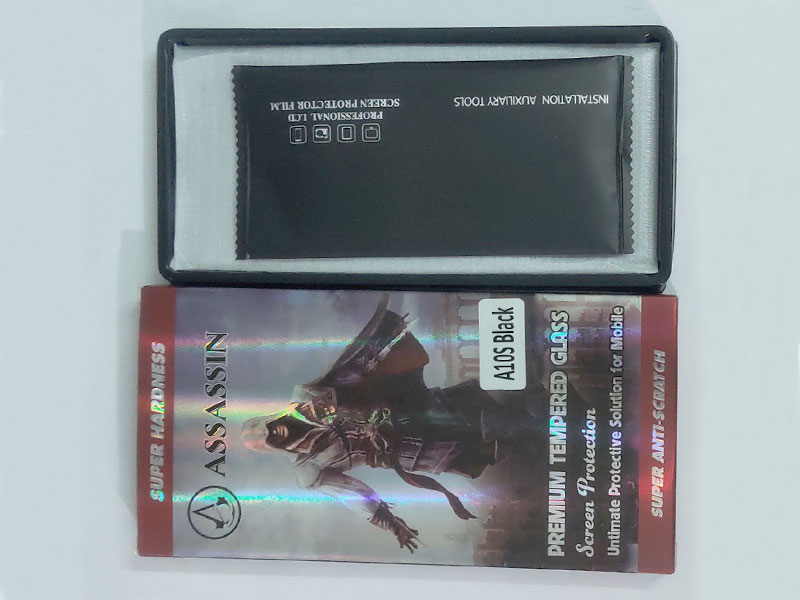 INSTALLATION AUXILIARY TOOLS
PROFESSIONAL LCD
SCREEN PROTECTOR FILM
SUPER HARDNESS
ASSASSIN
A10S Black
PREMIUM TEMPERED GLASS
Screen Protection
Untimate Protective Solution for Mobile
SUPER ANTI-SCRATCH